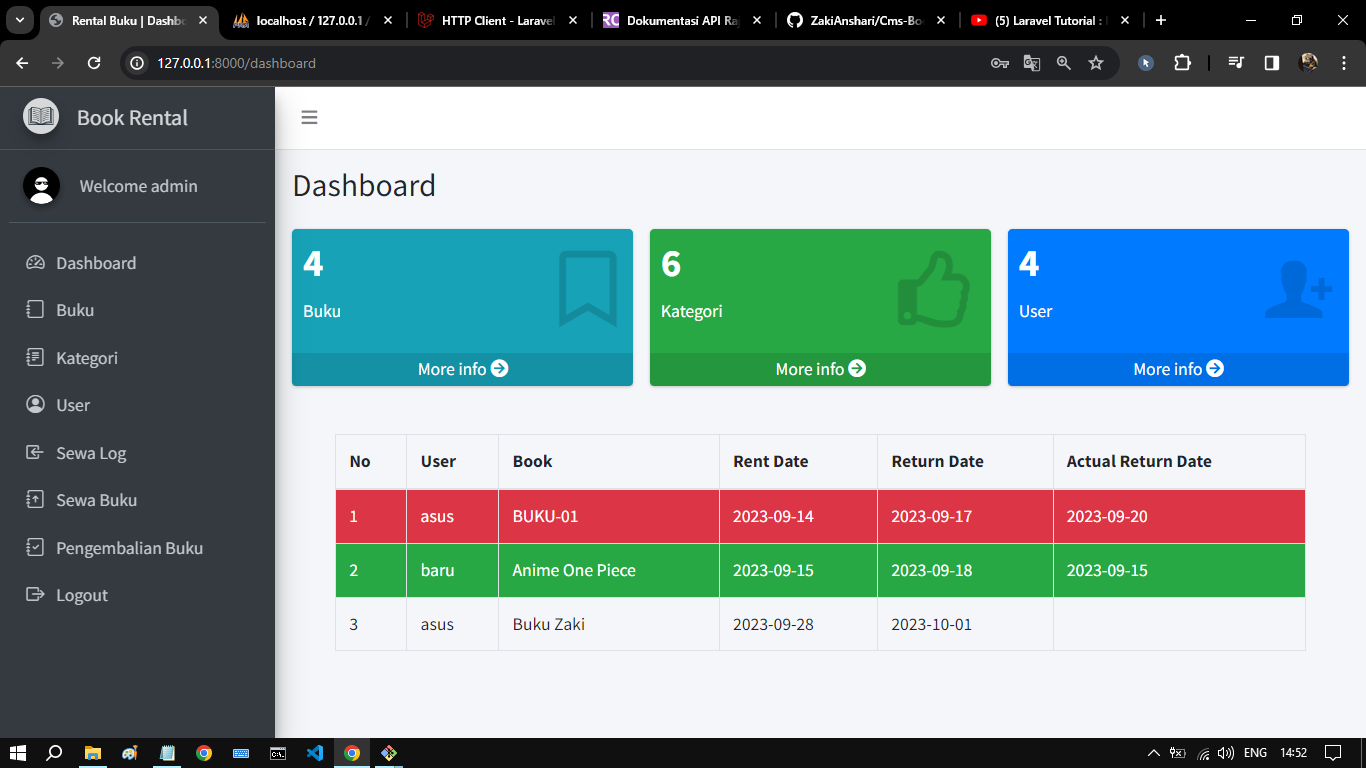 Rental Buku | Dashbo
localhost / 127.0.0.1 /
HTTP Client - Laravel
RC Dokumentasi API Raj
ZakiAnshari/Cms-Boo
(5) Laravel Tutorial :
127.0.0.1:8000/dashboard
Book Rental
Welcome admin
Dashboard
Buku
Kategori
User
Sewa Log
Sewa Buku
Pengembalian Buku
Logout
Dashboard
4
Buku
More info
6
Kategori
More info
4
User
More info
No User Book Rent Date Return Date Actual Return Date
1 asus BUKU-01 2023-09-14 2023-09-17 2023-09-20
2 baru Anime One Piece 2023-09-15 2023-09-18 2023-09-15
3 asus Buku Zaki 2023-09-28 2023-10-01
ENG 14:52